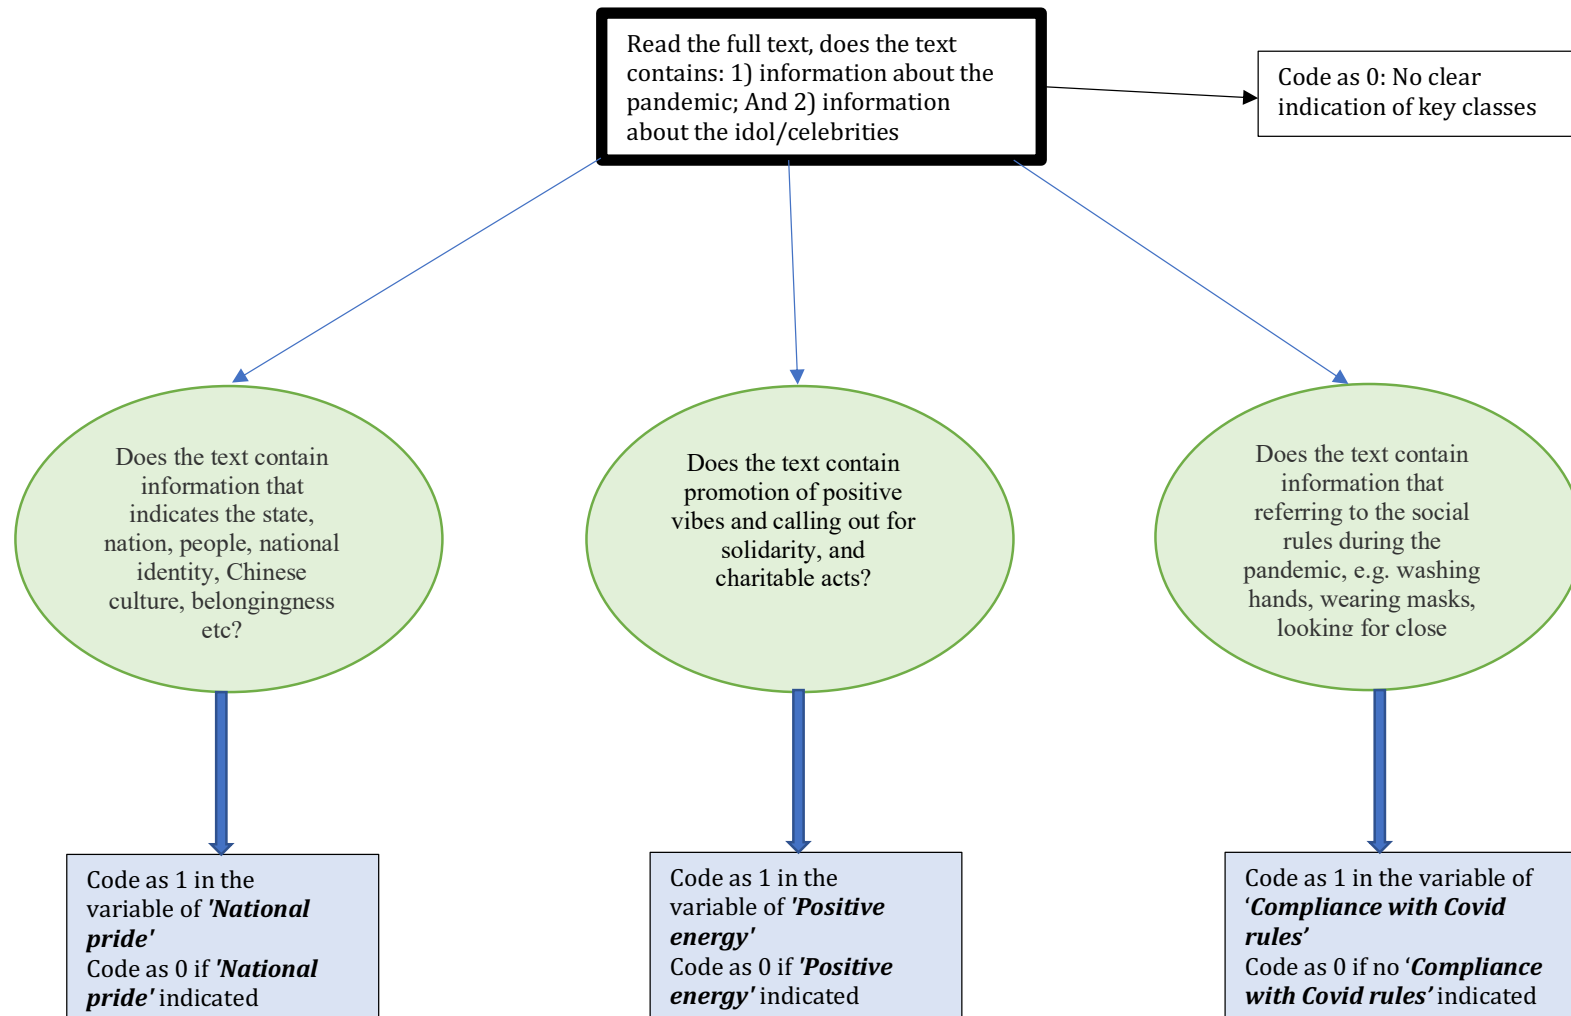 Read the full text, does the text
contains: 1) information about the
pandemic; And 2) information
about the idol/celebrities
Code as 0: No clear
indication of key classes
Does the text contain
information that
indicates the state,
nation, people, national
identity, Chinese
culture, belongingness
etc?
Does the text contain
promotion of positive
vibes and calling out for
solidarity, and
charitable acts?
Does the text contain
information that
referring to the social
rules during the
pandemic, e.g. washing
hands, wearing masks,
looking for close
Code as 1 in the
variable of 'National
pride'
Code as 0 if 'National
pride' indicated
Code as 1 in the
variable of 'Positive
energy'
Code as 0 if 'Positive
energy' indicated
Code as 1 in the variable of
‘Compliance with Covid
rules’
Code as 0 if no ‘Compliance
with Covid rules’ indicated